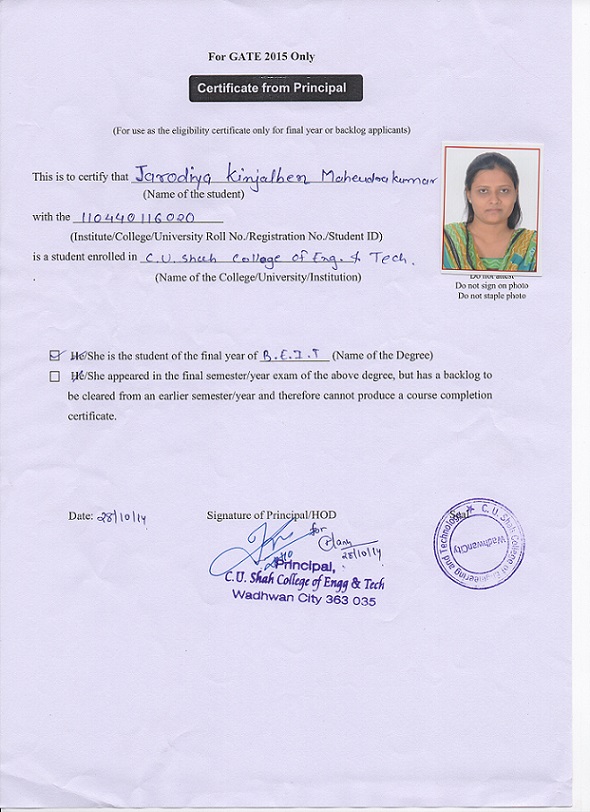 For GATE 2015 Only
Certificate from Principal
(For use as the eligibility certificate only for final year or backlog applicants)
This is to certify that Jarodiya Kinjalben Mahendrakumar
(Name of the student)
with the 110440116020
(Institute/College/University Roll No./Registration No./Student ID)
is a student enrolled in C.U. Shah College of Eng. & Tech.
(Name of the College/University/Institution)
Do not attest
Do not sign on photo
Do not staple photo
He/She is the student of the final year of B.E.I.T (Name of the Degree)
He/She appeared in the final semester/year exam of the above degree, but has a backlog to
be cleared from an earlier semester/year and therefore cannot produce a course completion
certificate.
Date: 28/10/14
Signature of Principal/HOD
for
28/10/14
Principal,
C.U. Shah College of Engg & Tech
Wadhwan City 363 035
C. U. Shah College of Engineering and Technology
WadhwanCity